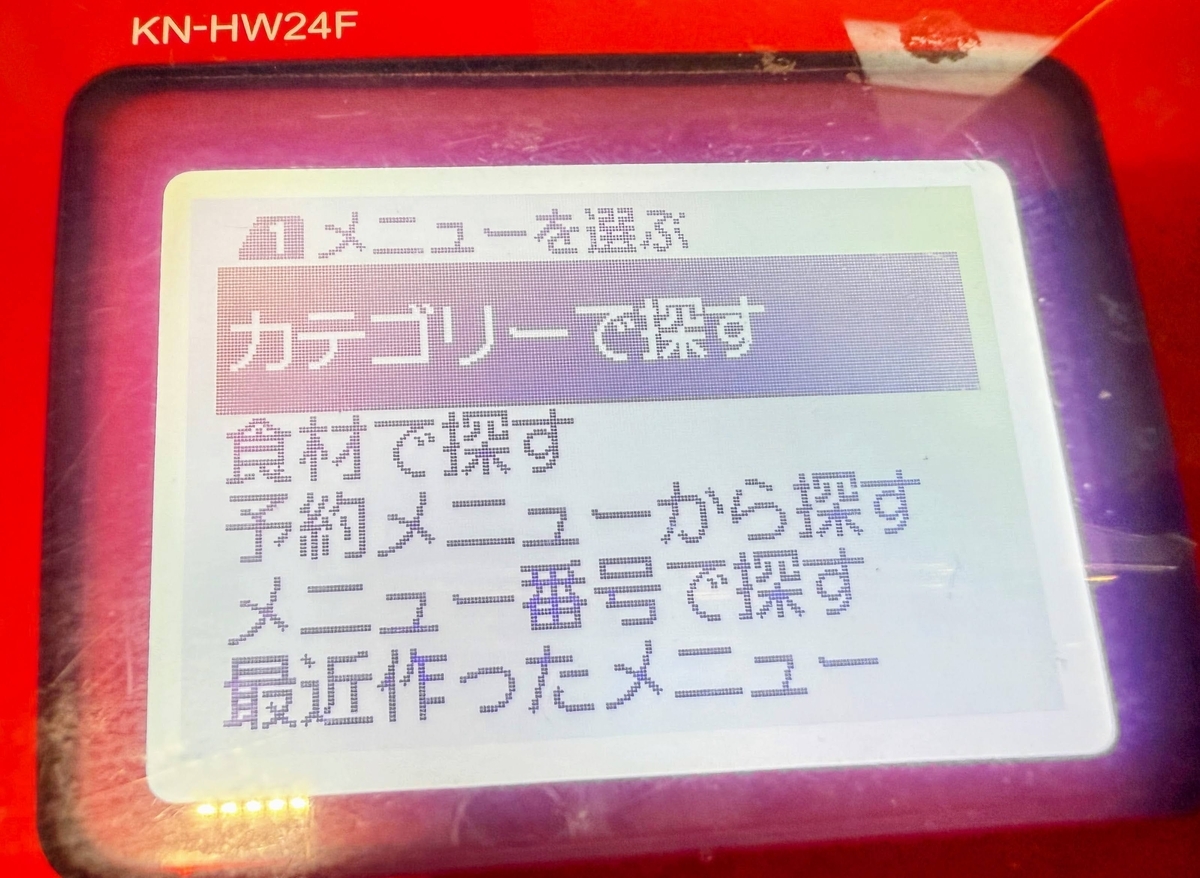 KN-HW24F
1 メニューを選ぶ
カテゴリーで探す
食材で探す
予約メニューから探す
メニュー番号で探す
最近作ったメニュー